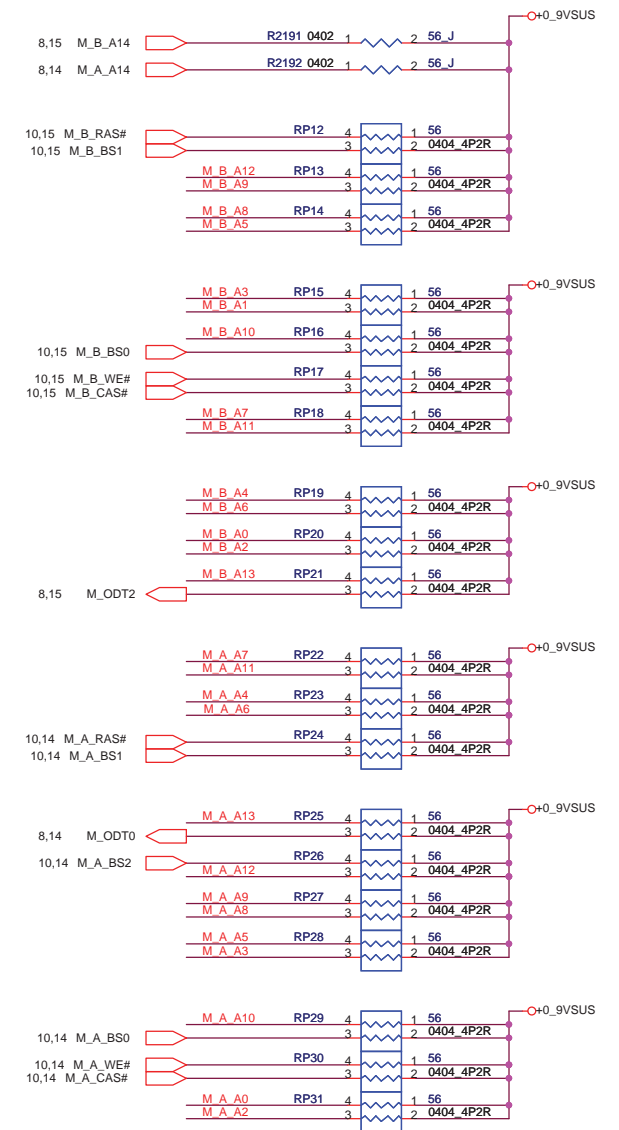 +0_9VSUS
8,15 M_B_A14 R2191 0402 1 2 56_J
8,14 M_A_A14 R2192 0402 1 2 56_J
10,15 M_B_RAS# RP12 4 1 56
10,15 M_B_BS1 3 2 0404_4P2R
M_B_A12 RP13 4 1 56
M_B_A9 3 2 0404_4P2R
M_B_A8 RP14 4 1 56
M_B_A5 3 2 0404_4P2R
+0_9VSUS
M_B_A3 RP15 4 1 56
M_B_A1 3 2 0404_4P2R
M_B_A10 RP16 4 1 56
10,15 M_B_BS0 3 2 0404_4P2R
10,15 M_B_WE# RP17 4 1 56
10,15 M_B_CAS# 3 2 0404_4P2R
M_B_A7 RP18 4 1 56
M_B_A11 3 2 0404_4P2R
+0_9VSUS
M_B_A4 RP19 4 1 56
M_B_A6 3 2 0404_4P2R
M_B_A0 RP20 4 1 56
M_B_A2 3 2 0404_4P2R
M_B_A13 RP21 4 1 56
8,15 M_ODT2 3 2 0404_4P2R
+0_9VSUS
M_A_A7 RP22 4 1 56
M_A_A11 3 2 0404_4P2R
M_A_A4 RP23 4 1 56
M_A_A6 3 2 0404_4P2R
10,14 M_A_RAS# RP24 4 1 56
10,14 M_A_BS1 3 2 0404_4P2R
+0_9VSUS
M_A_A13 RP25 4 1 56
8,14 M_ODT0 3 2 0404_4P2R
10,14 M_A_BS2 RP26 4 1 56
M_A_A12 3 2 0404_4P2R
M_A_A9 RP27 4 1 56
M_A_A8 3 2 0404_4P2R
M_A_A5 RP28 4 1 56
M_A_A3 3 2 0404_4P2R
+0_9VSUS
M_A_A10 RP29 4 1 56
10,14 M_A_BS0 3 2 0404_4P2R
10,14 M_A_WE# RP30 4 1 56
10,14 M_A_CAS# 3 2 0404_4P2R
M_A_A0 RP31 4 1 56
M_A_A2 3 2 0404_4P2R